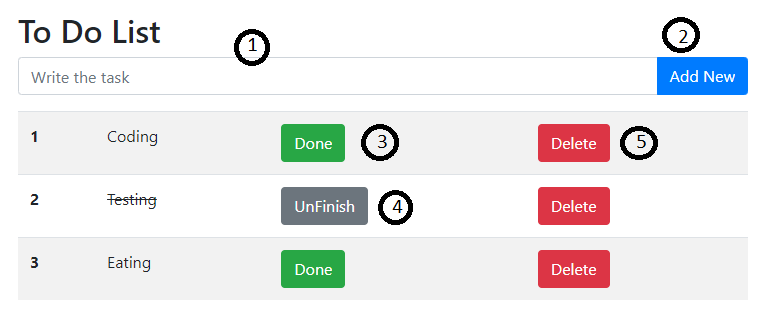 To Do List
1
2
Write the task
Add New
1 Coding Done 3 Delete 5
2 Testing UnFinish 4 Delete
3 Eating Done Delete